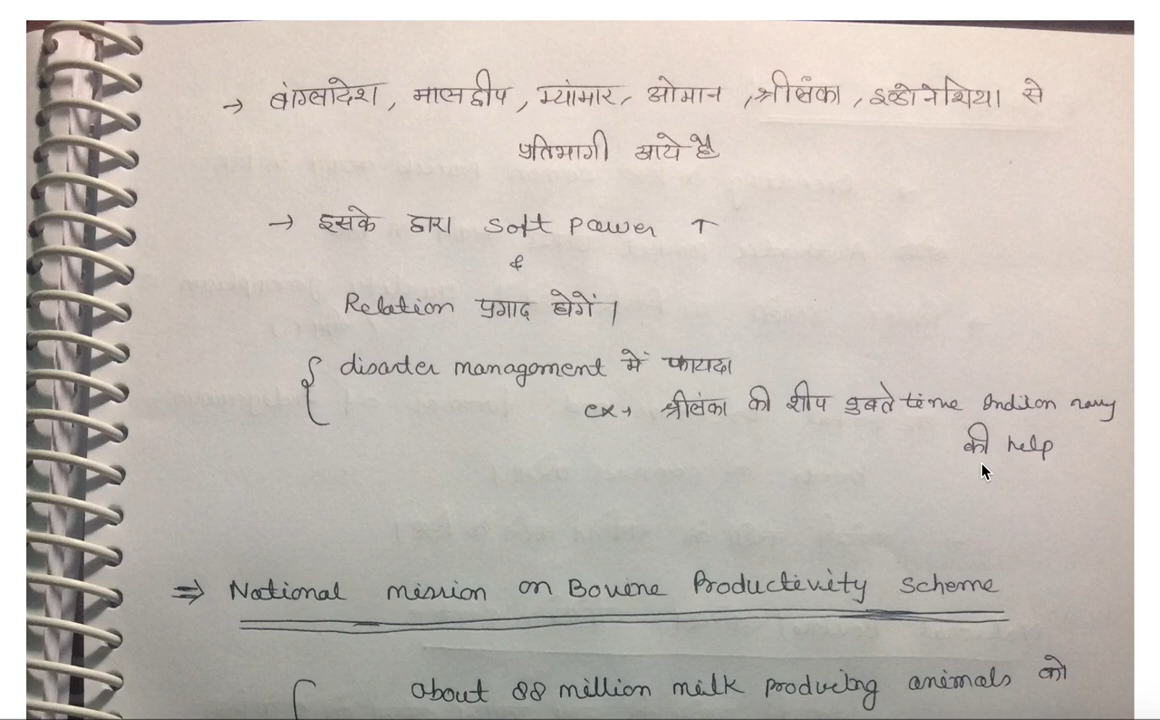 → बांग्लादेश, मालद्वीप, म्यांमार, ओमान, श्रीलंका, इण्डोनेशिया से
प्रतिभागी आये है
→ इसके द्वारा soft power ↑
&
Relation प्रगाढ़ होगें।
disaster management में फायदा
ex→ श्रीलंका की शीप डुबते time Indian navy
की help
⇒ National mission on Bovine Productivity Scheme
about 88 million milk producing animals को